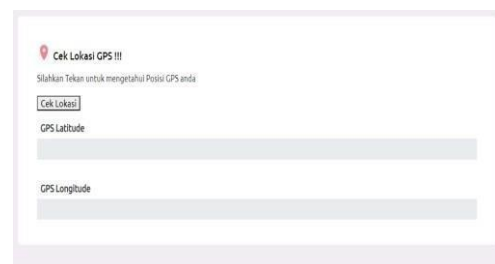 Cek Lokasi GPS !!!
Silahkan Tekan untuk mengetahui Posisi GPS anda
Cek Lokasi
GPS Latitude
GPS Longitude